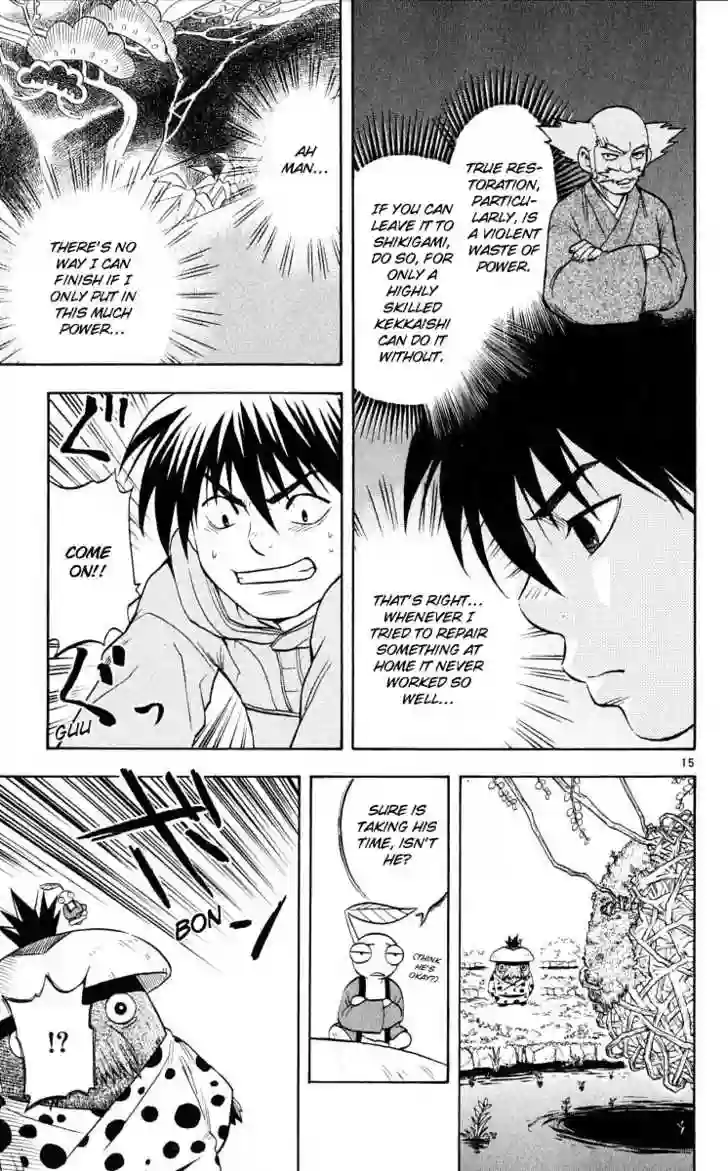 TRUE RES-
TORATION,
PARTICU-
LARLY, IS
A VIOLENT
WASTE OF
POWER.
IF YOU CAN
LEAVE IT TO
SHIKIGAMI,
DO SO, FOR
ONLY A
HIGHLY
SKILLED
KEKKAISHI
CAN DO IT
WITHOUT.
THAT'S RIGHT...
WHENEVER I
TRIED TO REPAIR
SOMETHING AT
HOME IT NEVER
WORKED SO
WELL...
AH
MAN...
THERE'S NO
WAY I CAN
FINISH IF
I ONLY PUT IN
THIS MUCH
POWER...
ぐ
COME
ON!!
ぐっ
GUU
15
SURE IS
TAKING HIS
TIME, ISN'T
HE?
(THINK
HE'S
OKAY?)
ボーン
BON
!?